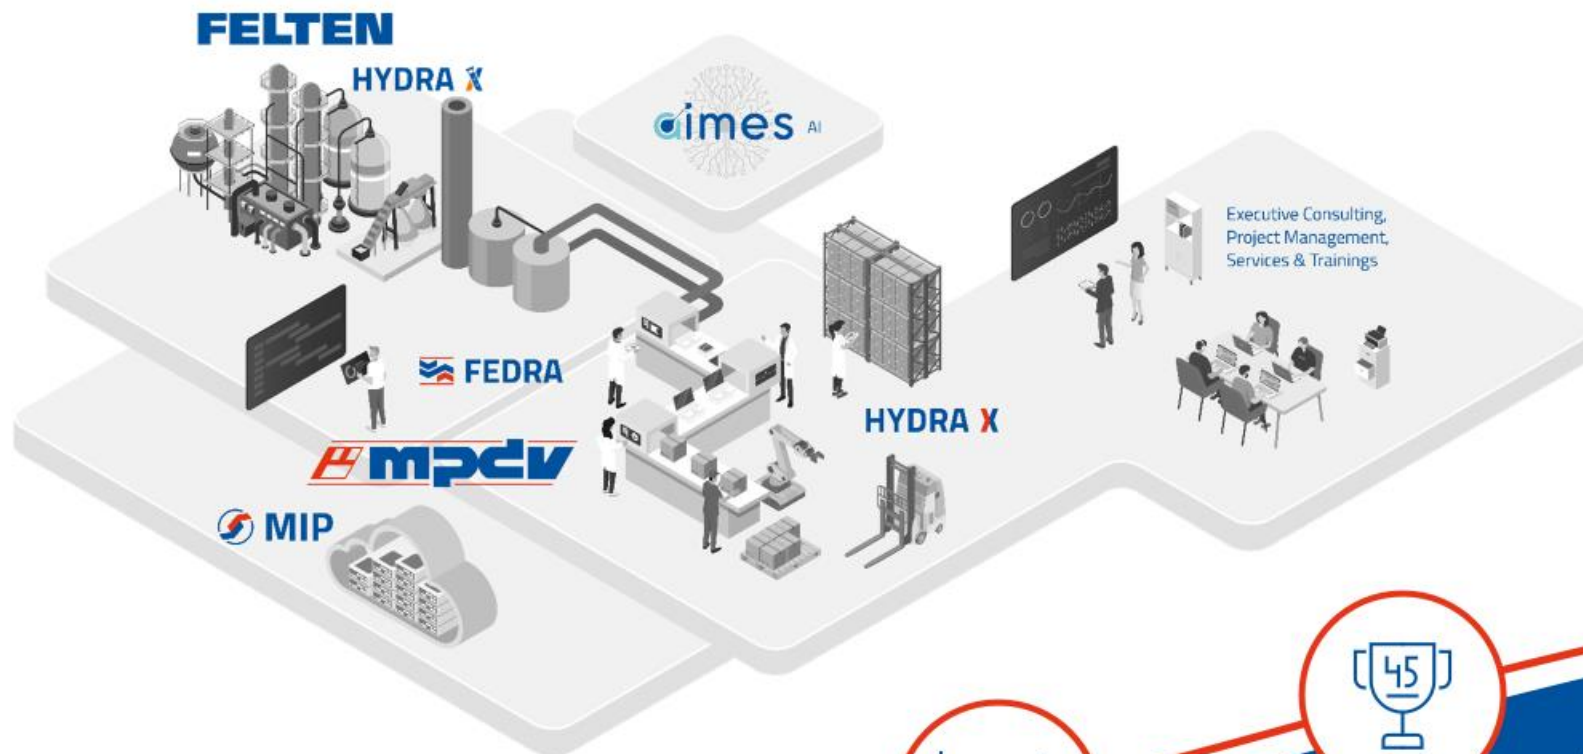 FELTEN
HYDRA X
aimes AI
Executive Consulting,
Project Management,
Services & Trainings
FEDRA
HYDRA X
mpdv
MIP
45